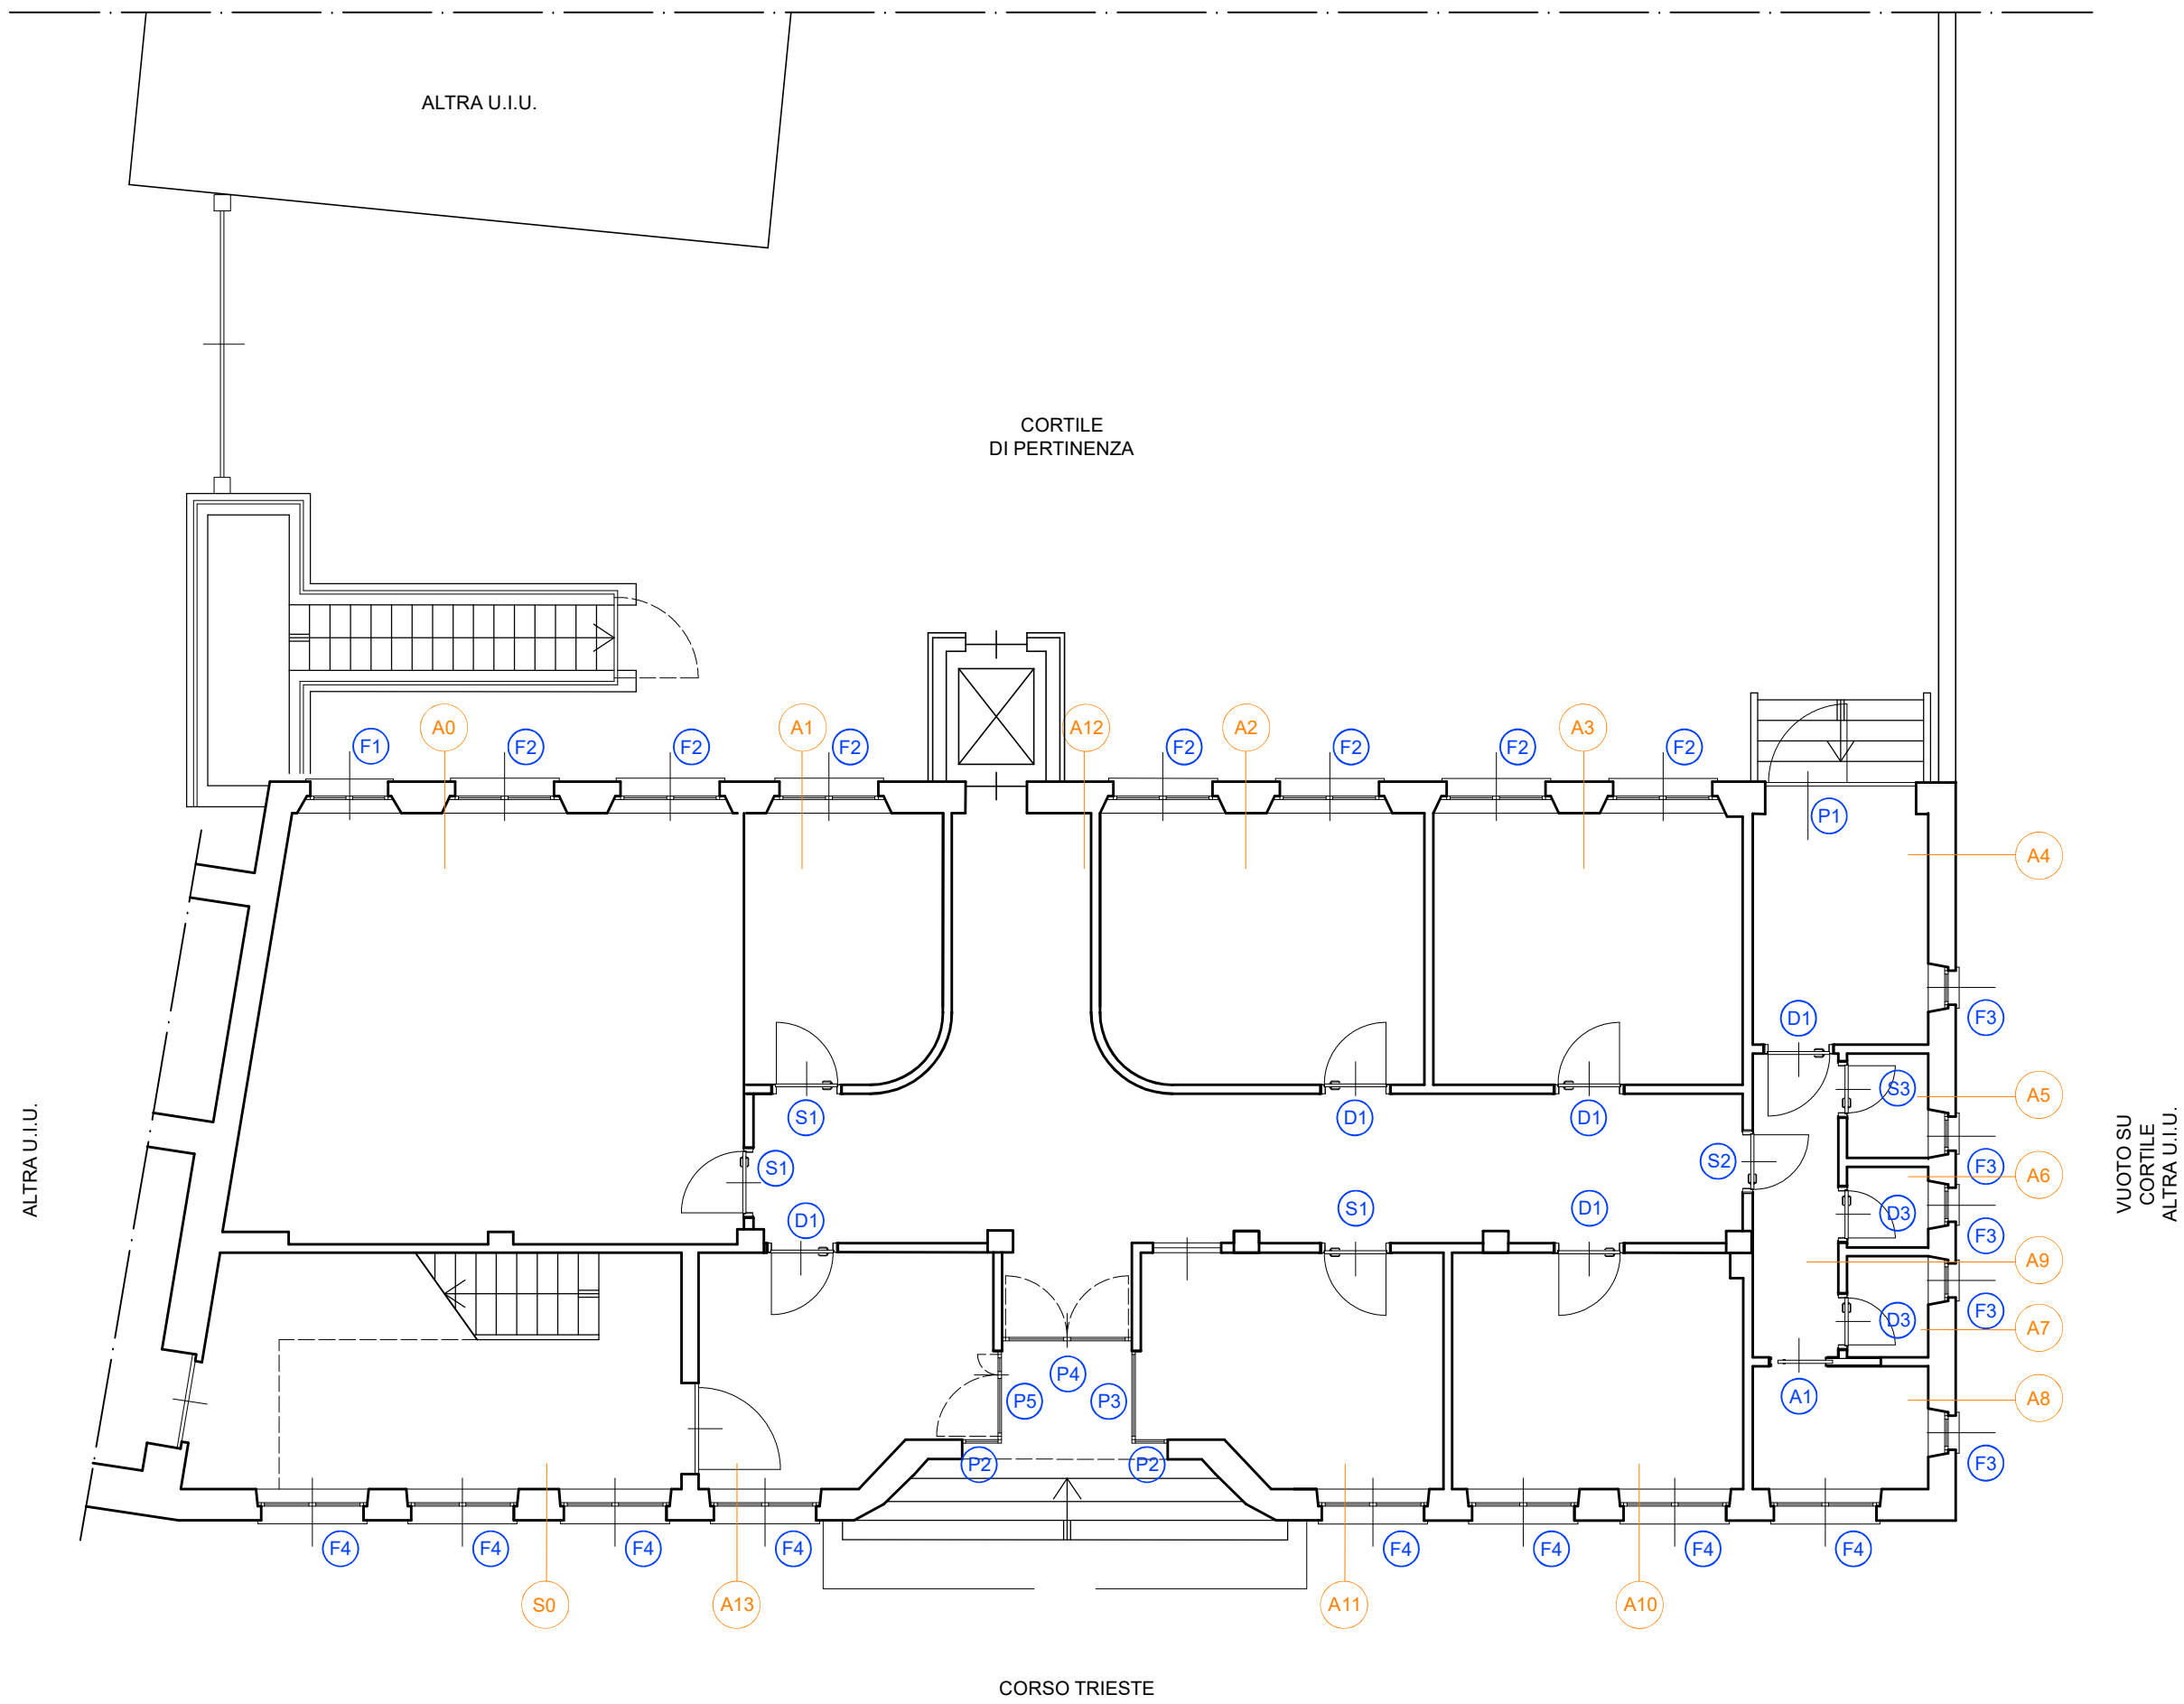 ALTRA U.I.U.
CORTILE
DI PERTINENZA
F1
A0
F2
F2
A1
F2
A12
F2
A2
F2
F2
A3
F2
P1
A4
D1
F3
S3
A5
S1
D1
D1
S1
S2
F3
A6
D1
S1
D1
D3
F3
A9
F3
D3
A7
P4
P5
P3
A1
A8
P2
P2
F3
F4
F4
F4
F4
F4
F4
F4
F4
S0
A13
A11
A10
ALTRA U.I.U.
VUOTO SU
CORTILE
ALTRA U.I.U.
CORSO TRIESTE